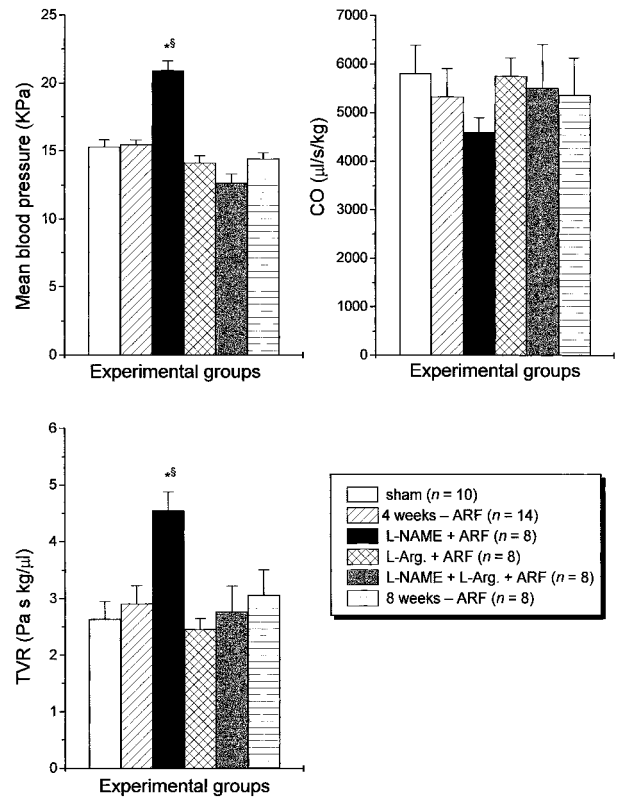 25
20
15
10
5
0
Mean blood pressure (KPa)
*§
Experimental groups
7000
6000
5000
4000
3000
2000
1000
0
CO (µl/s/kg)
Experimental groups
6
5
4
3
2
1
0
TVR (Pa s kg/µl)
*§
Experimental groups
sham (n = 10)
4 weeks – ARF (n = 14)
L-NAME + ARF (n = 8)
L-Arg. + ARF (n = 8)
L-NAME + L-Arg. + ARF (n = 8)
8 weeks – ARF (n = 8)